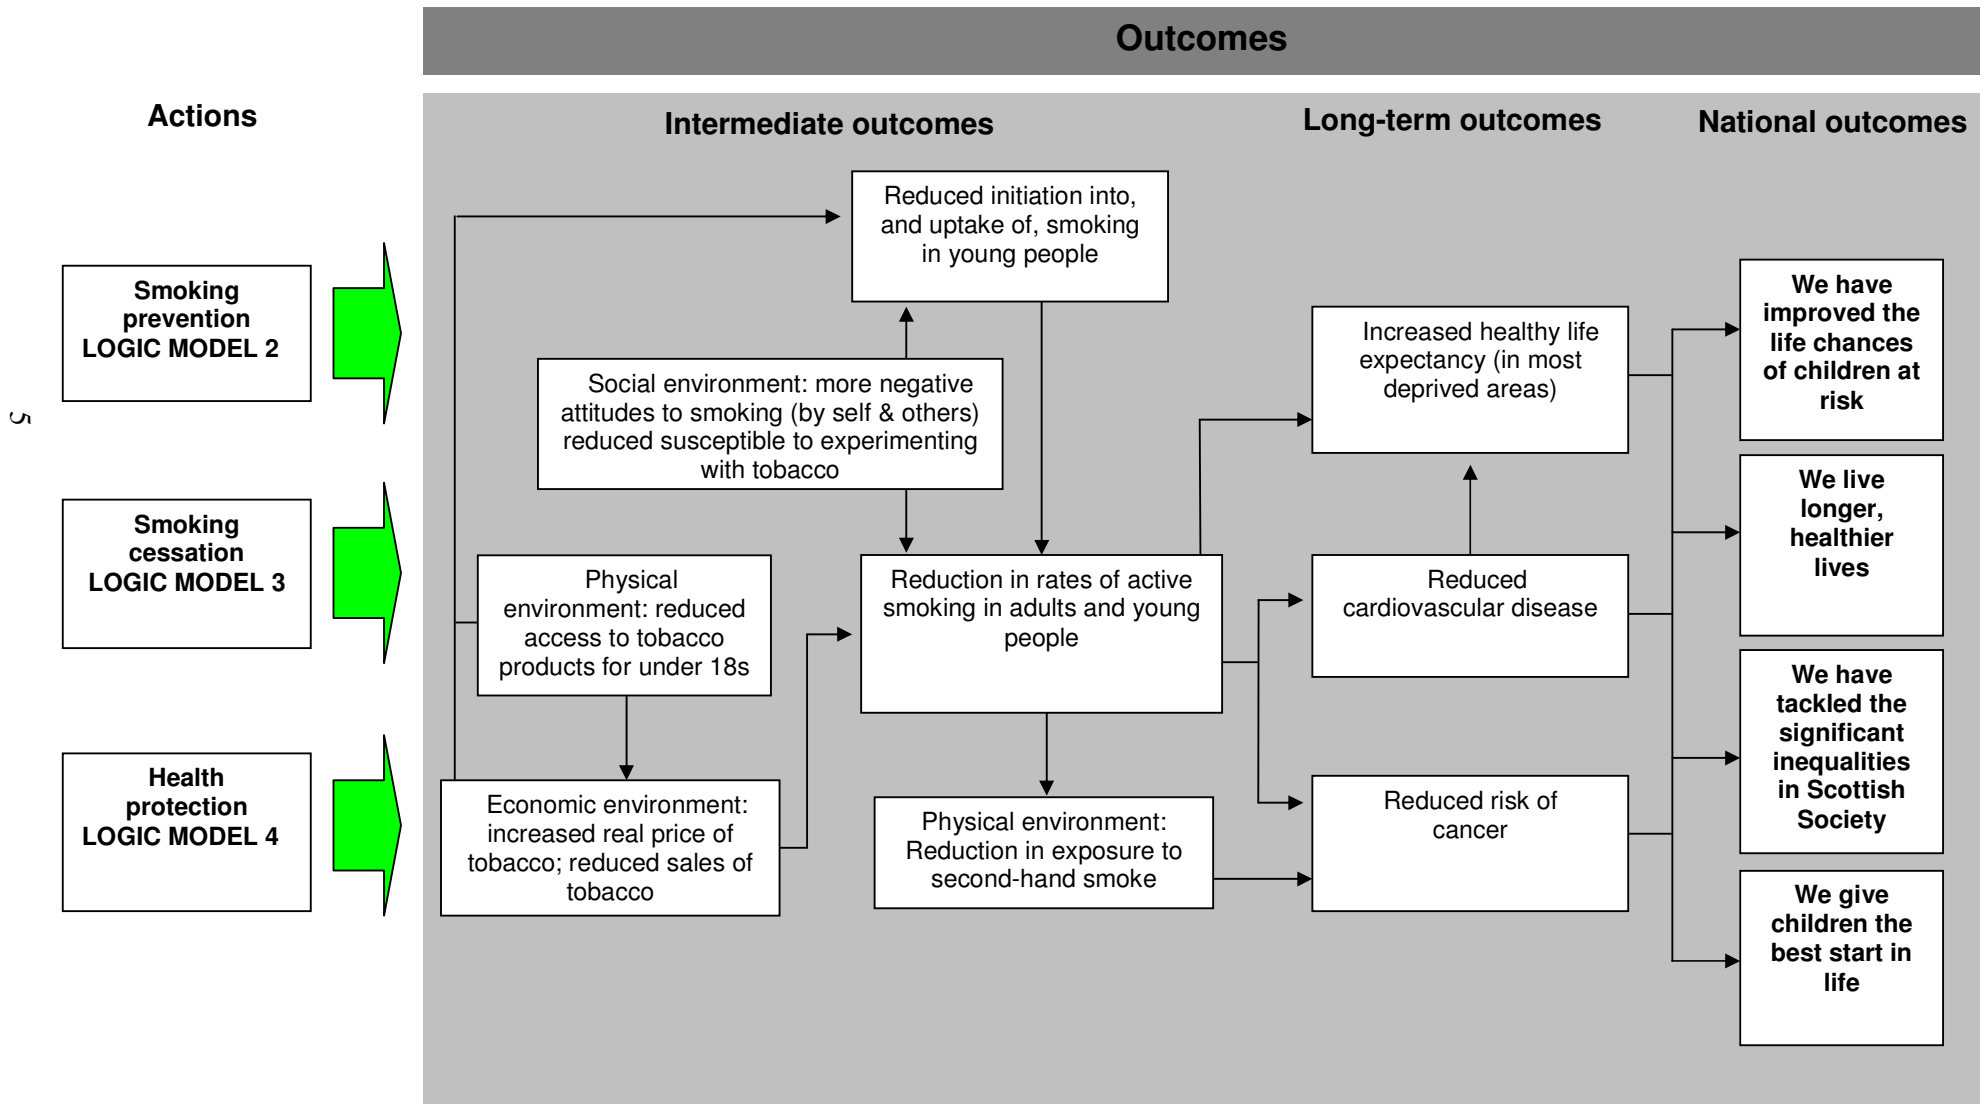 Outcomes
Actions
Intermediate outcomes
Long-term outcomes
National outcomes
Smoking
prevention
LOGIC MODEL 2
Smoking
cessation
LOGIC MODEL 3
Health
protection
LOGIC MODEL 4
5
Reduced initiation into,
and uptake of, smoking
in young people
Social environment: more negative
attitudes to smoking (by self & others)
reduced susceptible to experimenting
with tobacco
Physical
environment: reduced
access to tobacco
products for under 18s
Economic environment:
increased real price of
tobacco; reduced sales of
tobacco
Reduction in rates of active
smoking in adults and young
people
Physical environment:
Reduction in exposure to
second-hand smoke
Increased healthy life
expectancy (in most
deprived areas)
Reduced
cardiovascular disease
Reduced risk of
cancer
We have
improved the
life chances
of children at
risk
We live
longer,
healthier
lives
We have
tackled the
significant
inequalities
in Scottish
Society
We give
children the
best start in
life